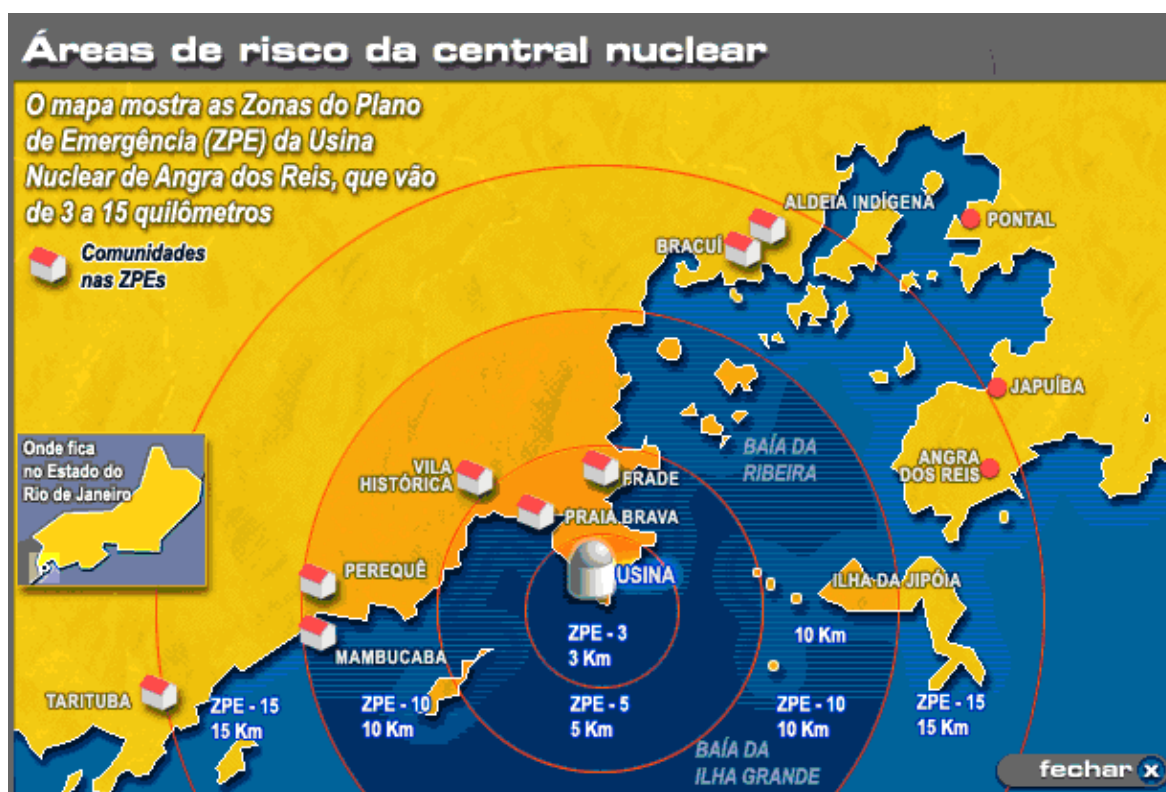 Áreas de risco da central nuclear
O mapa mostra as Zonas do Plano
de Emergência (ZPE) da Usina
Nuclear de Angra dos Reis, que vão
de 3 a 15 quilômetros
Comunidades
nas ZPEs
ALDEIA INDÍGENA
PONTAL
BRACUÍ
JAPUÍBA
Onde fica
no Estado do
Rio de Janeiro
VILA
HISTÓRICA
FRADE
BAÍA DA
RIBEIRA
ANGRA
DOS REIS
PRAIA BRAVA
PEREQUÊ
USINA
ILHA DA JIPÓIA
ZPE - 3
3 Km
10 Km
MAMBUCABA
TARITUBA
ZPE - 15
15 Km
ZPE - 10
10 Km
ZPE - 5
5 Km
ZPE - 10
10 Km
ZPE - 15
15 Km
BAÍA DA
ILHA GRANDE
fechar x